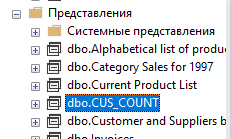 Представления
Системные представления
dbo.Alphabetical list of produc
dbo.Category Sales for 1997
dbo.Current Product List
dbo.CUS_COUNT
dbo.Customer and Suppliers b
dbo.Invoices